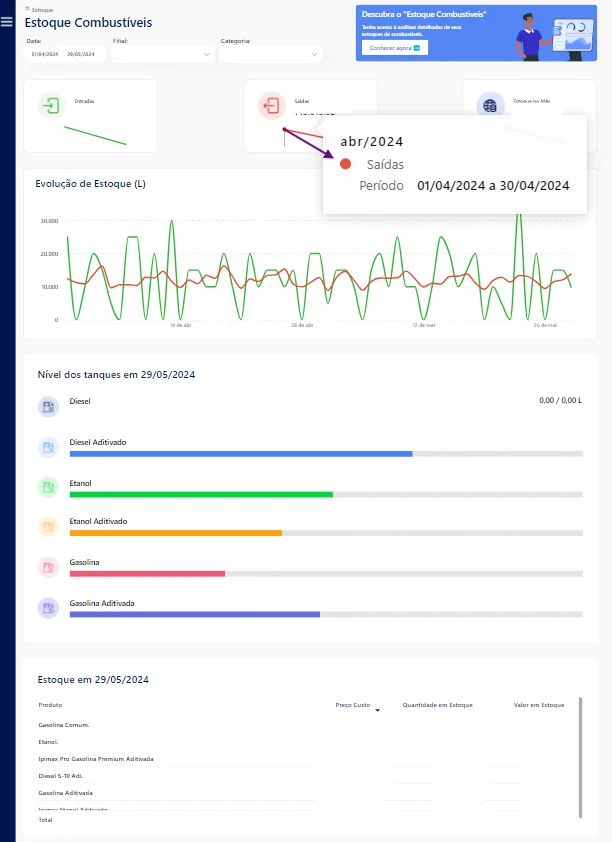 Estoque
Estoque Combustíveis
Descubra o "Estoque Combustíveis"
Tenha acesso à análises detalhadas de seus
estoques de combustíveis.
Conhecer agora
Data:
Filial:
Categoria:
01/04/2024 29/05/2024
Entradas
Saídas
Estoque no Mês
abr/2024
Saídas
Período 01/04/2024 a 30/04/2024
Evolução de Estoque (L)
30.000
20.000
10.000
0
14 de abr
28 de abr
12 de mai
26 de mai
Nível dos tanques em 29/05/2024
Diesel
0,00 / 0,00 L
Diesel Aditivado
Etanol
Etanol Aditivado
Gasolina
Gasolina Aditivada
Estoque em 29/05/2024
Produto Preço Custo Quantidade em Estoque Valor em Estoque
Gasolina Comum.
Etanol.
Ipimax Pro Gasolina Premium Aditivada
Diesel S-10 Adi.
Gasolina Aditivada
Ipimax Etanol Aditivado
Total